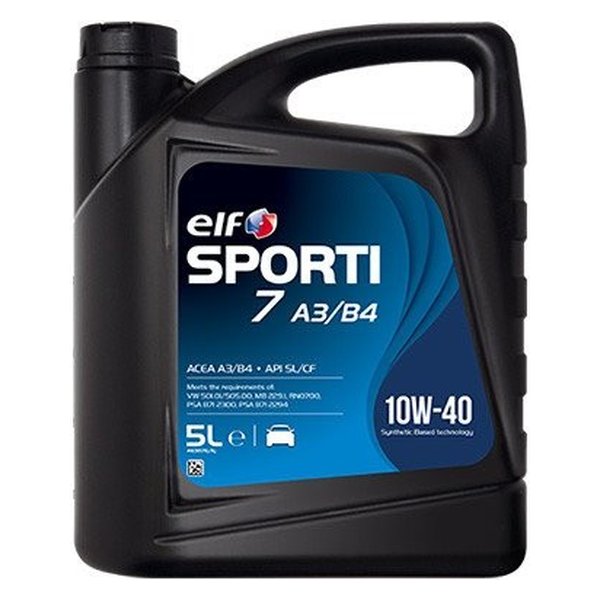 elf
SPORTI
7 A3/B4
ACEA A3/B4 • API SL/CF
Meets the requirements of:
VW 501.01/505.00, MB 229.1, RN0700,
PSA B71 2300, PSA B71 2294
10W-40
Synthetic Based technology
5L e